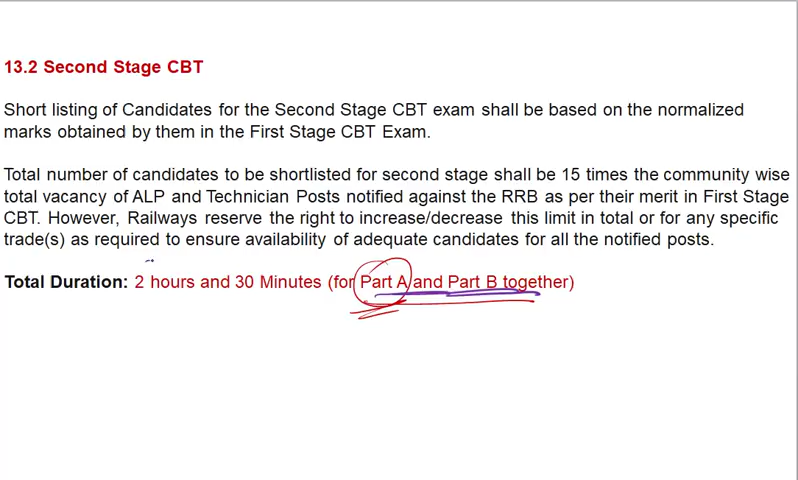 13.2 Second Stage CBT
Short listing of Candidates for the Second Stage CBT exam shall be based on the normalized
marks obtained by them in the First Stage CBT Exam.
Total number of candidates to be shortlisted for second stage shall be 15 times the community wise
total vacancy of ALP and Technician Posts notified against the RRB as per their merit in First Stage
CBT. However, Railways reserve the right to increase/decrease this limit in total or for any specific
trade(s) as required to ensure availability of adequate candidates for all the notified posts.
Total Duration: 2 hours and 30 Minutes (for Part A and Part B together)